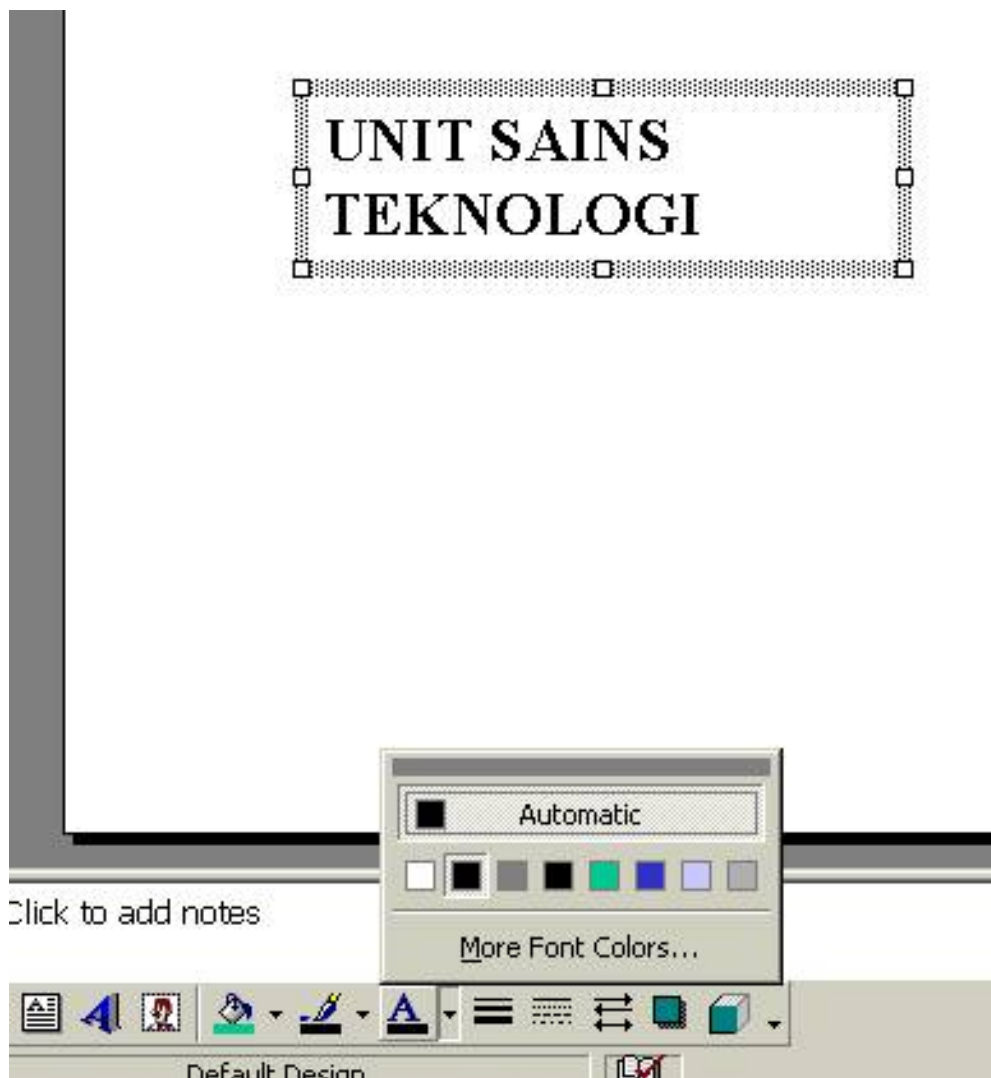 UNIT SAINS
TEKNOLOGI
Automatic
More Font Colors...
Click to add notes
Default Design